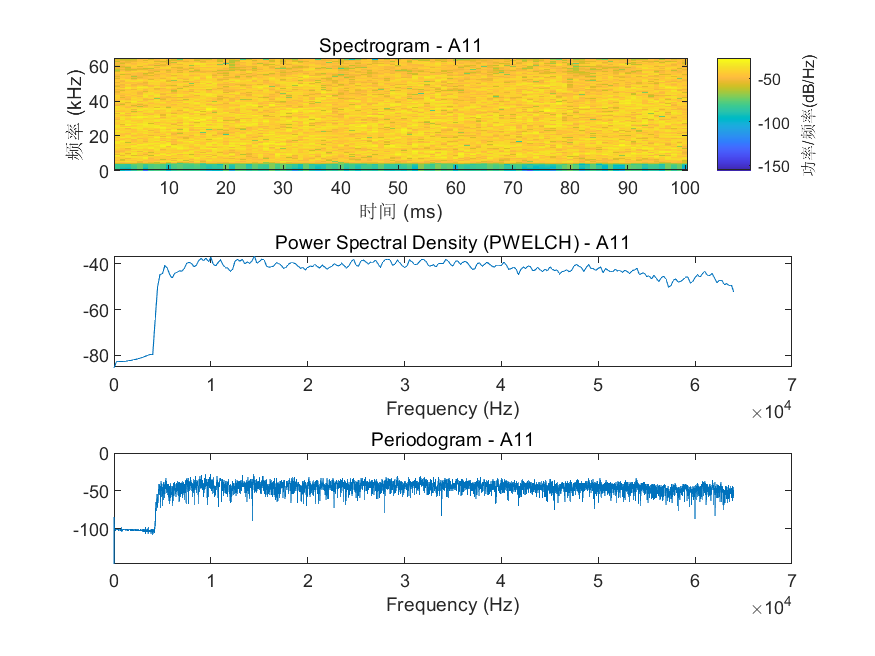 Spectrogram - A11
频率 (kHz)
60
40
20
0
10 20 30 40 50 60 70 80 90 100
时间 (ms)
-50
-100
-150
功率/频率(dB/Hz)
Power Spectral Density (PWELCH) - A11
-40
-60
-80
0 1 2 3 4 5 6 7
Frequency (Hz)
×10^4
Periodogram - A11
0
-50
-100
0 1 2 3 4 5 6 7
Frequency (Hz)
×10^4